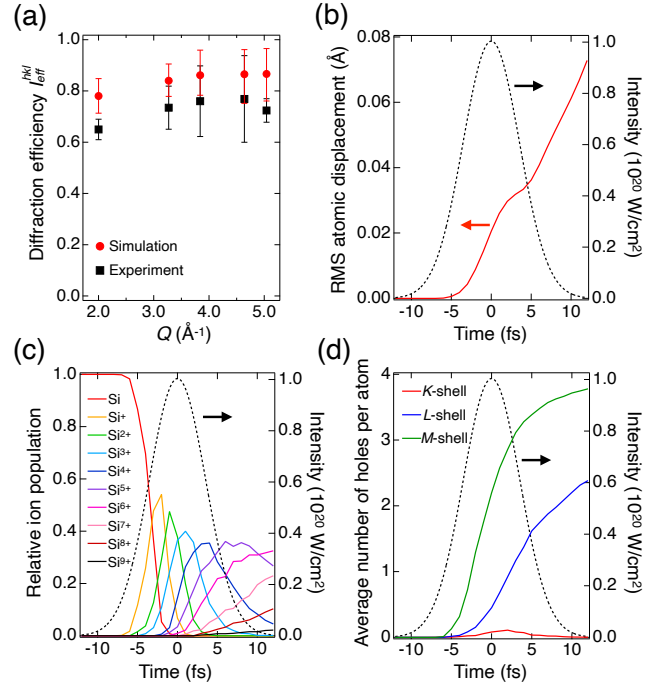 (a)
1.0
0.8
0.6
0.4
0.2
0.0
Diffraction efficiency I_eff^hkl
Simulation
Experiment
2.0
3.0
4.0
5.0
Q (Å⁻¹)
(b)
0.08
0.06
0.04
0.02
0.00
RMS atomic displacement (Å)
1.0
0.8
0.6
0.4
0.2
0.0
Intensity (10²⁰ W/cm²)
-10
-5
0
5
10
Time (fs)
(c)
1.0
0.8
0.6
0.4
0.2
0.0
Relative ion population
Si
Si⁺
Si²⁺
Si³⁺
Si⁴⁺
Si⁵⁺
Si⁶⁺
Si⁷⁺
Si⁸⁺
Si⁹⁺
1.0
0.8
0.6
0.4
0.2
0.0
Intensity (10²⁰ W/cm²)
-10
-5
0
5
10
Time (fs)
(d)
4
3
2
1
0
Average number of holes per atom
K-shell
L-shell
M-shell
1.0
0.8
0.6
0.4
0.2
0.0
Intensity (10²⁰ W/cm²)
-10
-5
0
5
10
Time (fs)